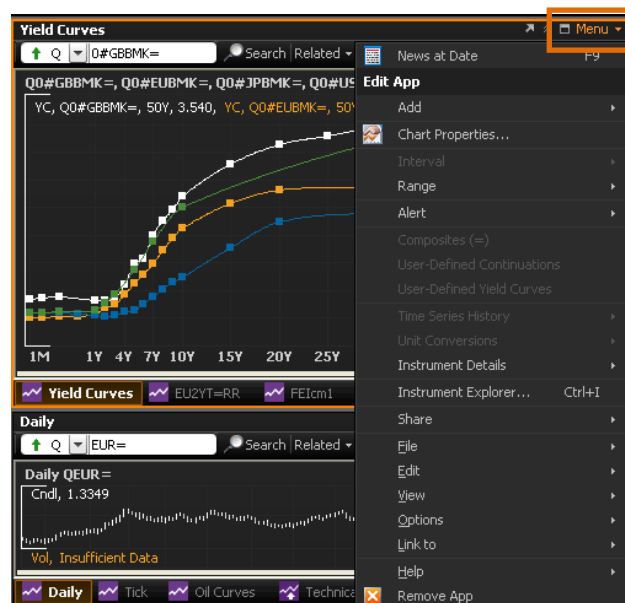 Yield Curves
Menu
Q 0#GBBMK= Search Related
Q0#GBBMK=, Q0#EUBMK=, Q0#JPBMK=, Q0#US
YC, Q0#GBBMK=, 50Y, 3.540, YC, Q0#EUBMK=, 50Y
1M 1Y 4Y 7Y 10Y 15Y 20Y 25Y
Yield Curves EU2YT=RR FEIcm1
Daily
Q EUR= Search Related
Daily QEUR=
Cndl, 1.3349
Vol, Insufficient Data
Daily Tick Oil Curves Technica
News at Date F9
Edit App
Add
Chart Properties...
Interval
Range
Alert
Composites (=)
User-Defined Continuations
User-Defined Yield Curves
Time Series History
Unit Conversions
Instrument Details
Instrument Explorer... Ctrl+I
Share
File
Edit
View
Options
Link to
Help
Remove App